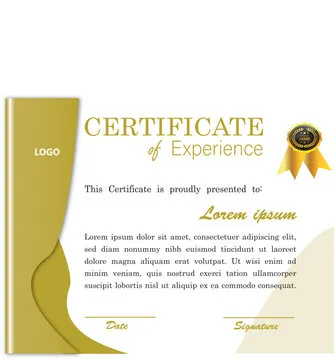 CERTIFICATE
of Experience
LOGO
This Certificate is proudly presented to:
Lorem ipsum
Lorem ipsum dolor sit amet, consectetuer
adipiscing elit, sed diam nonummy nibh
euismod tincidunt ut laoreet dolore magna
aliquam erat volutpat. Ut wisi enim ad minim
veniam, quis nostrud exerci tation ullamcorper
suscipit lobortis nisl ut aliquip ex ea commodo
consequat.
Date
Signature